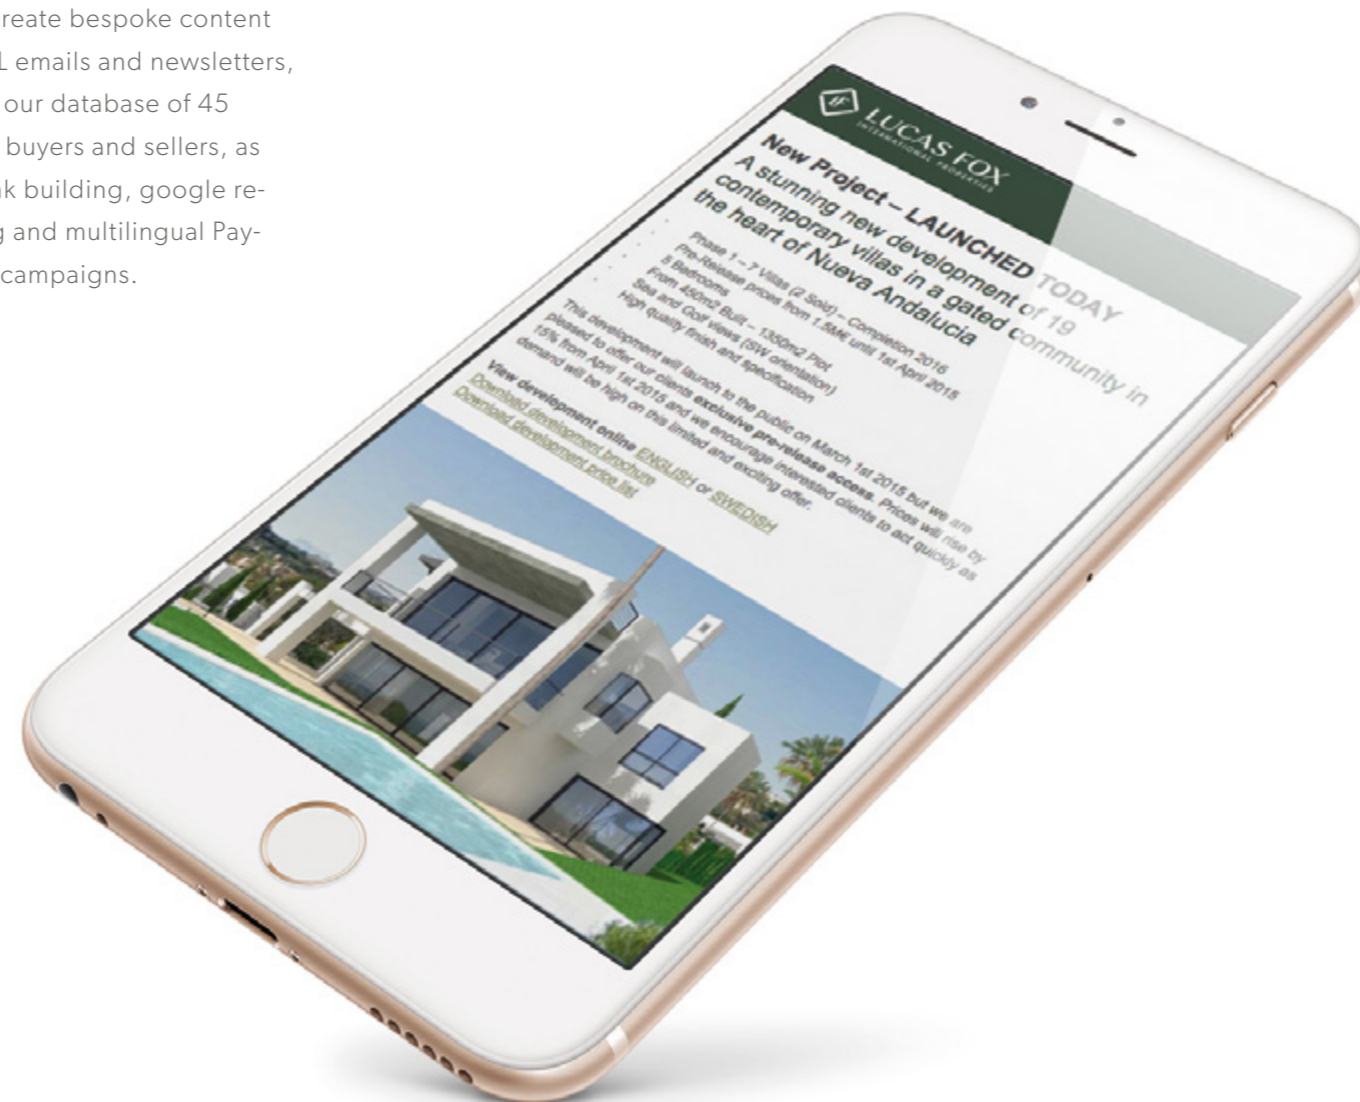 reate bespoke content
L emails and newsletters,
our database of 45
buyers and sellers, as
nk building, google re-
g and multilingual Pay-
campaigns.
LF
LUCAS FOX
INTERNATIONAL PROPERTIES
New Project – LAUNCHED TODAY
A stunning new development of 19
contemporary villas in a gated community in
the heart of Nueva Andalucia
Phase 1 – 7 Villas (2 Sold) – Completion 2016
Pre-Release prices from 1.5M€ until 1st April 2015
5 Bedrooms
From 450m2 Built – 1350m2 Plot
Sea and Golf views (SW orientation)
High quality finish and specification
This development will launch to the public on March 1st 2015 but we are
pleased to offer our clients exclusive pre-release access. Prices will rise by
15% from April 1st 2015 and we encourage interested clients to act quickly as
demand will be high on this limited and exciting offer.
View development online ENGLISH or SWEDISH
Download development brochure
Download development price list